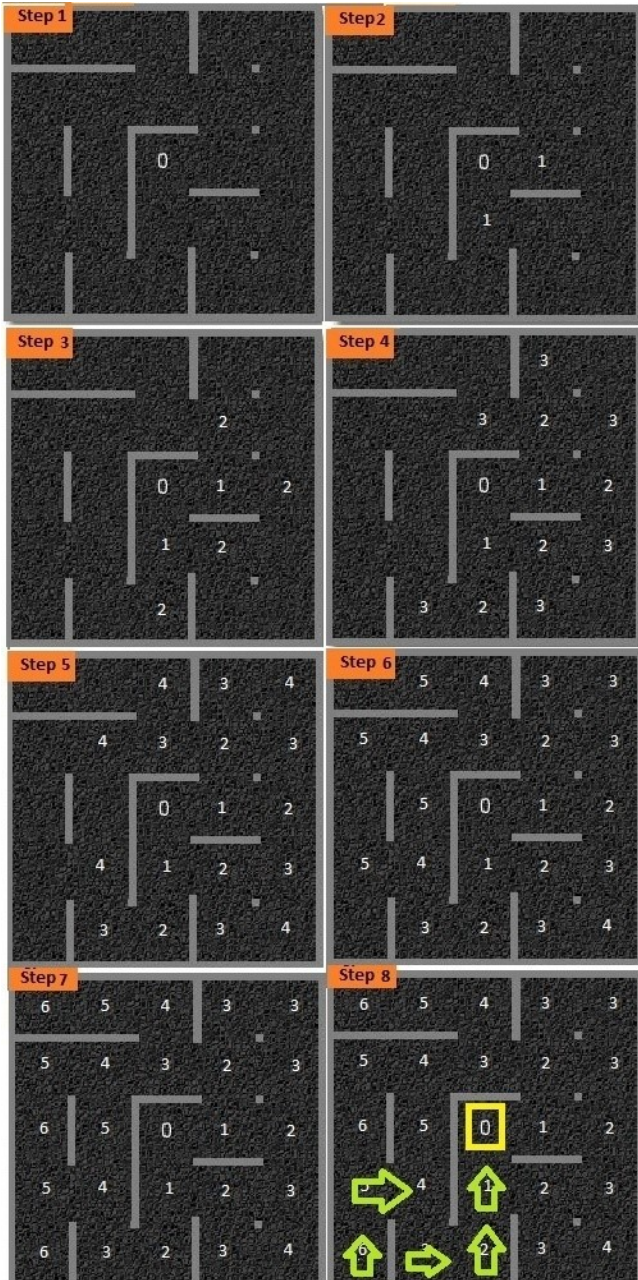 Step 1
0
Step 2
0 1
1
Step 3
2
0 1 2
1 2
2
Step 4
3
3 2 3
0 1 2
1 2 3
3 2 3
Step 5
4 3 4
4 3 2 3
0 1 2
4 1 2 3
3 2 3 4
Step 6
5 4 3 3
5 4 3 2 3
5 0 1 2
5 4 1 2 3
3 2 3 4
Step 7
6 5 4 3 3
5 4 3 2 3
6 5 0 1 2
5 4 1 2 3
6 3 2 3 4
Step 8
6 5 4 3 3
5 4 3 2 3
6 5 0 1 2
5 4 1 2 3
6 3 2 3 4